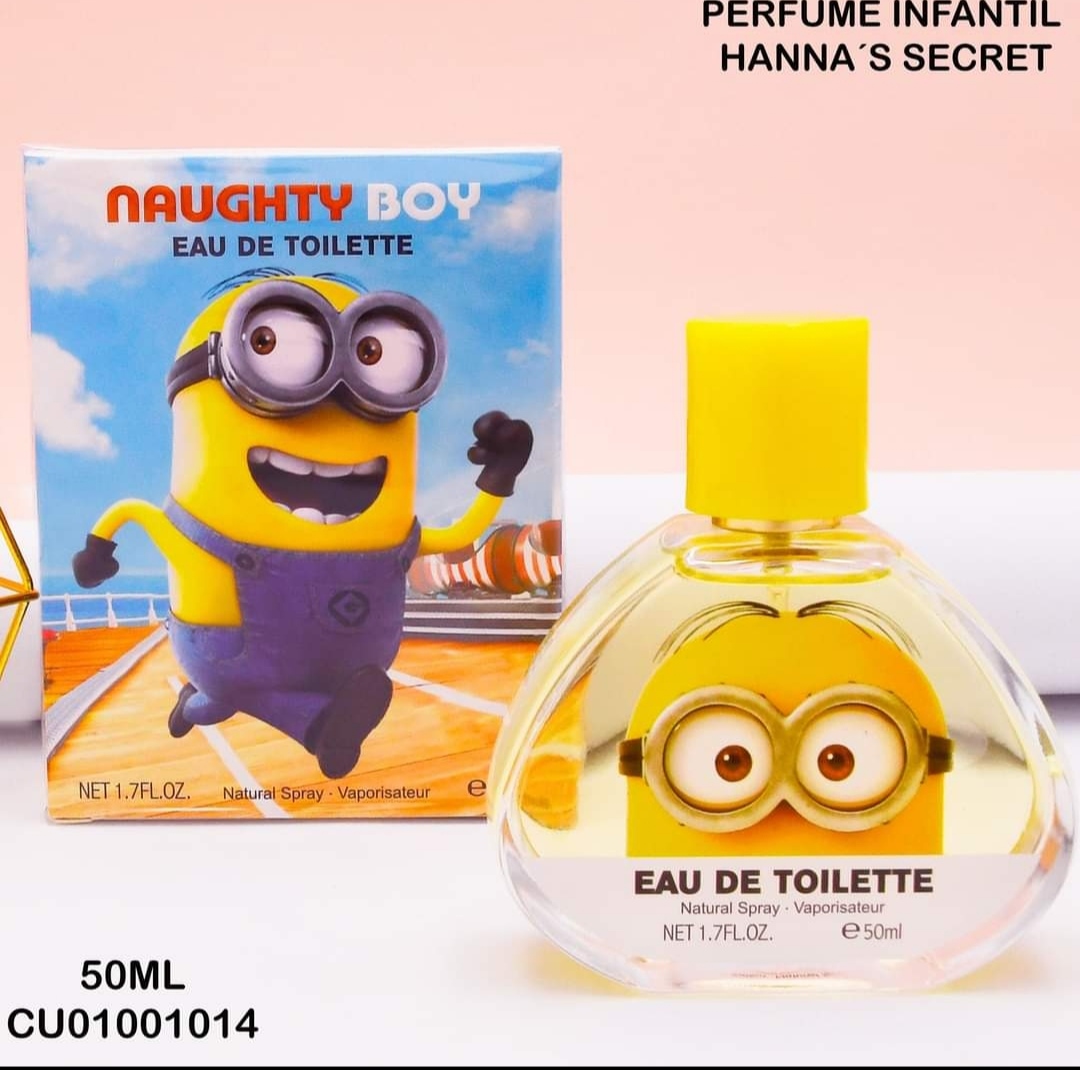 PERFUME INFANTIL
HANNA´S SECRET
NAUGHTY BOY
EAU DE TOILETTE
NET 1.7FL.OZ. Natural Spray · Vaporisateur e
EAU DE TOILETTE
Natural Spray · Vaporisateur
NET 1.7FL.OZ. e50ml
50ML
CU01001014